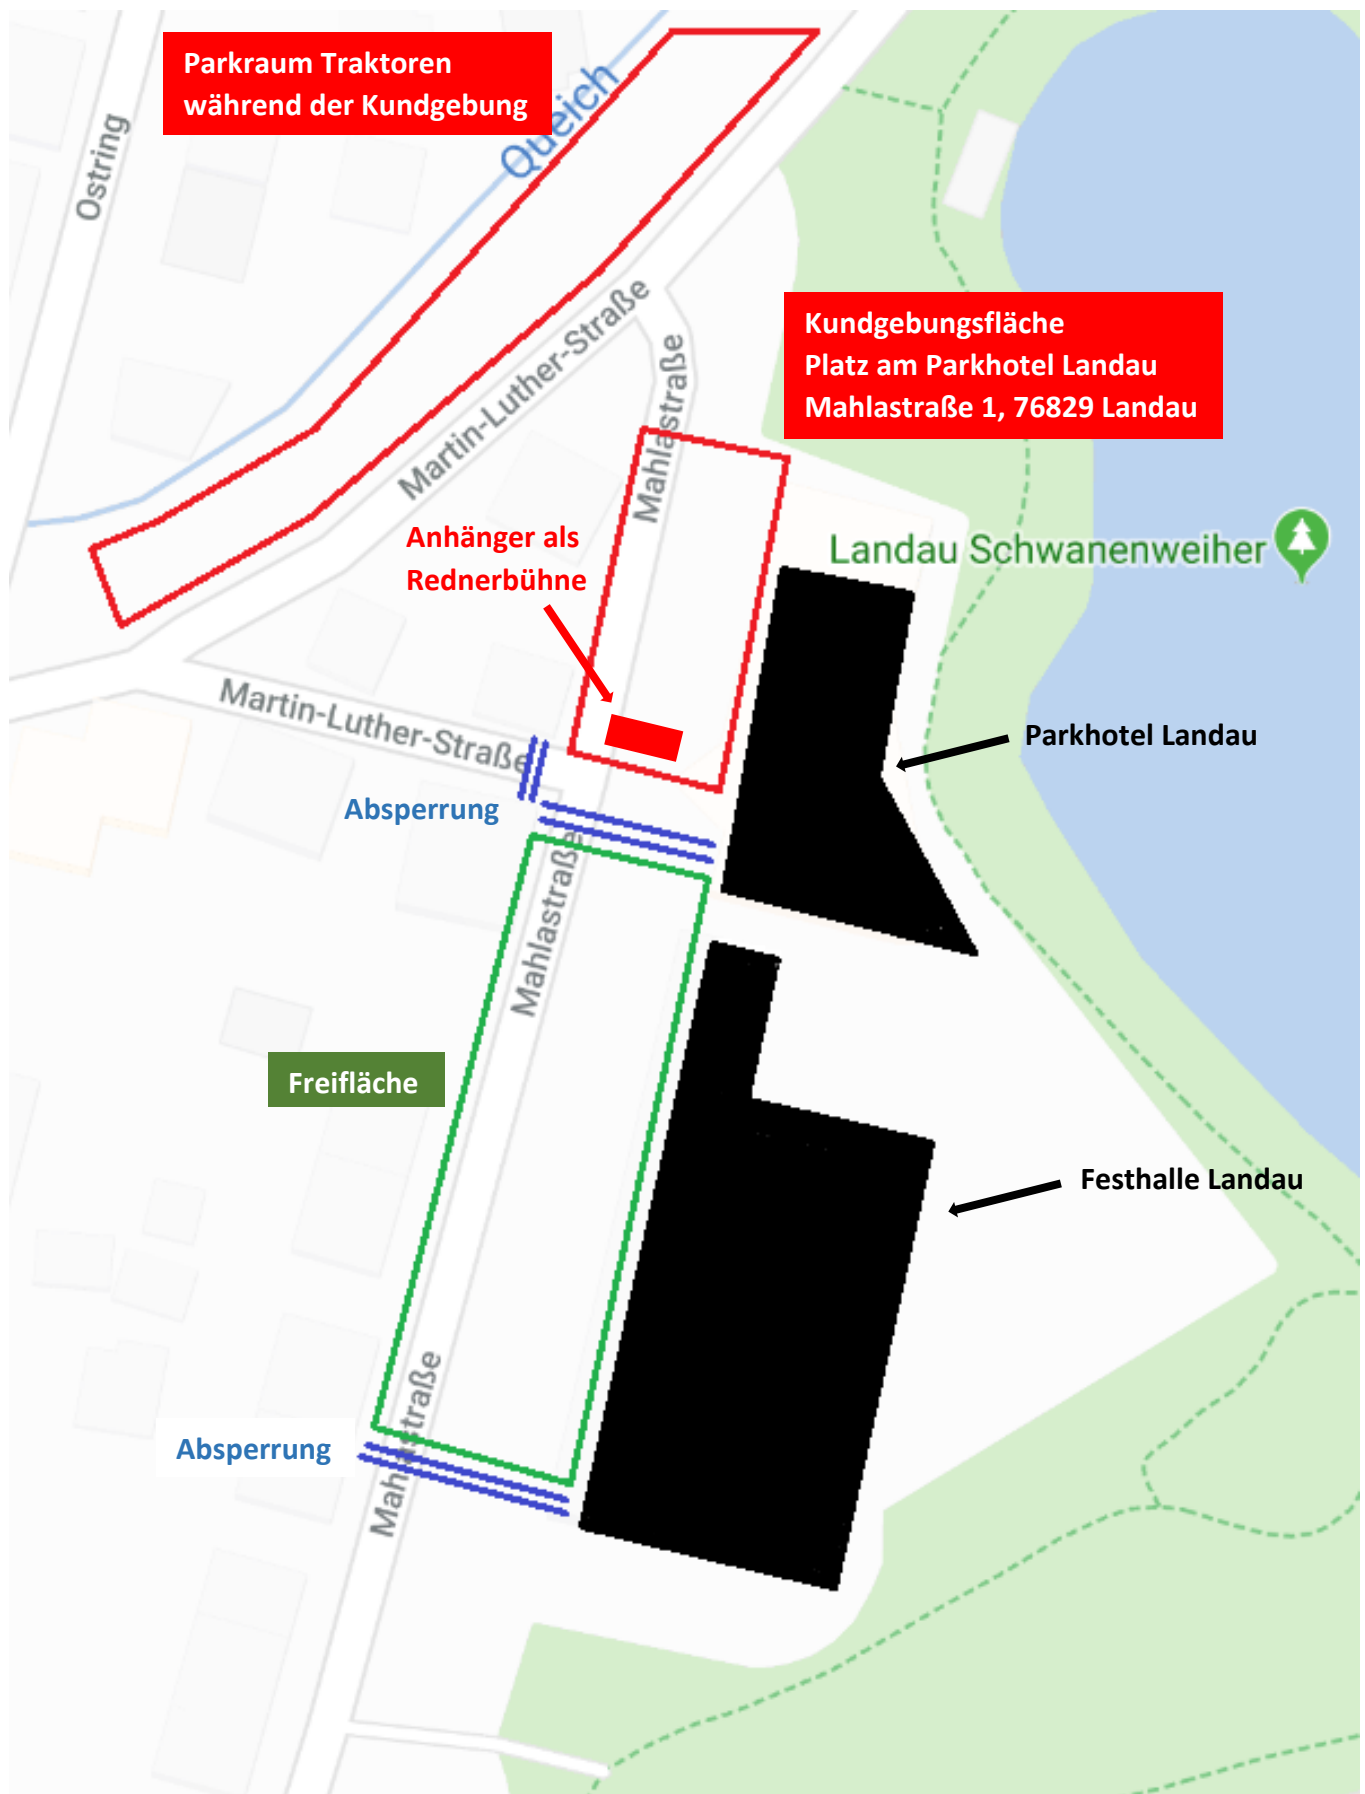 Parkraum Traktoren
während der Kundgebung
Queich
Ostring
Martin-Luther-Straße
Mahlastraße
Kundgebungsfläche
Platz am Parkhotel Landau
Mahlastraße 1, 76829 Landau
Anhänger als
Rednerbühne
Landau Schwanenweiher
Martin-Luther-Straße
Parkhotel Landau
Absperrung
Mahlastraße
Freifläche
Festhalle Landau
Absperrung
Mahlastraße